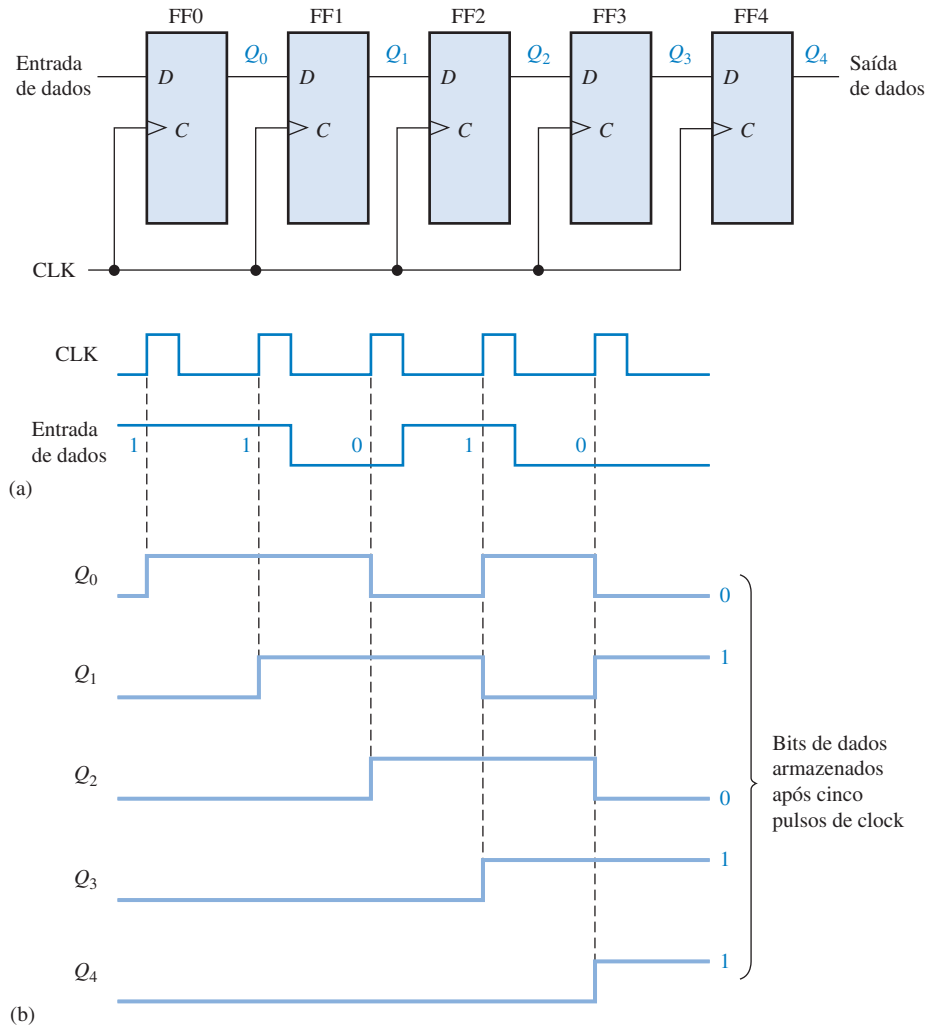 FF0 FF1 FF2 FF3 FF4
Entrada de dados
D Q0 D Q1 D Q2 D Q3 D Q4
Saída de dados
C C C C C
CLK
CLK
Entrada de dados
1 1 0 1 0
(a)
Q0 0
Q1 1
Q2 0
Q3 1
Q4 1
Bits de dados
armazenados
após cinco
pulsos de clock
(b)